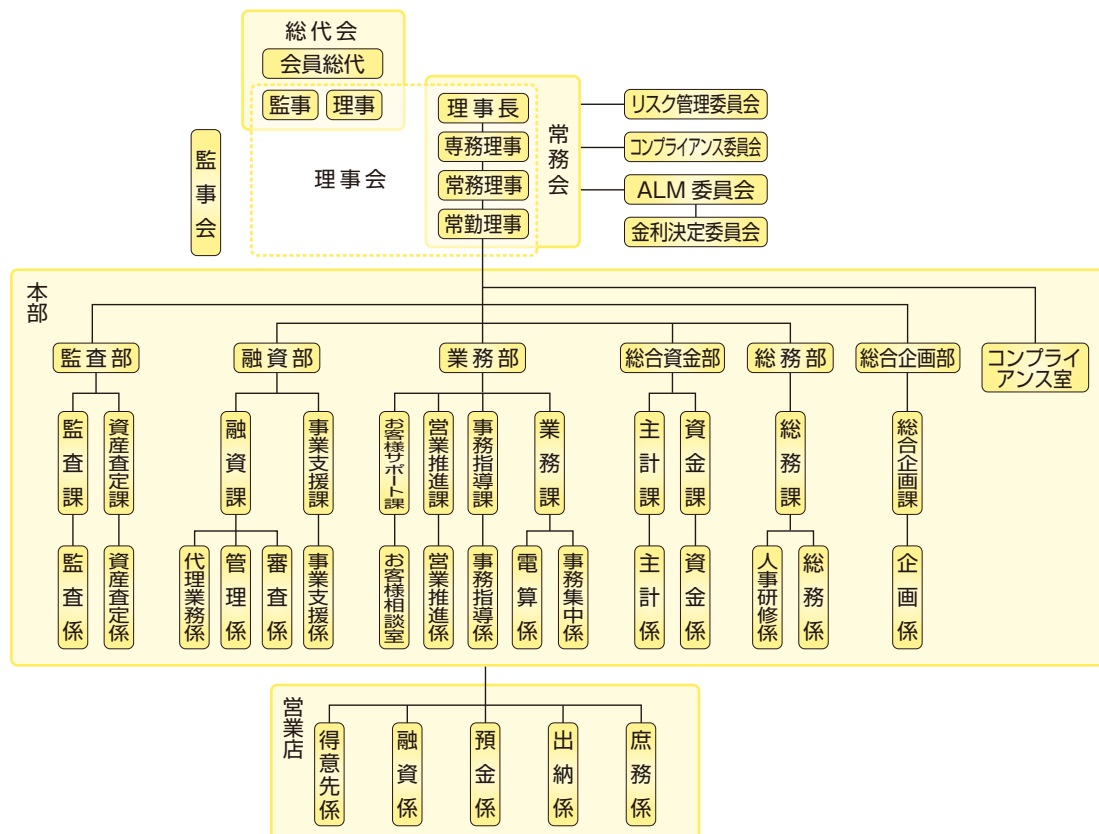 総代会
会員総代
監事
理事
理事長
専務理事
常務理事
常勤理事
常務会
理事会
監事会
リスク管理委員会
コンプライアンス委員会
ALM 委員会
金利決定委員会
本部
監査部
融資部
業務部
総合資金部
総務部
総合企画部
コンプライ
アンス室
監査課
資産査定課
融資課
事業支援課
お客様サポート課
営業推進課
事務指導課
業務課
主計課
資金課
総務課
総合企画課
監査係
資産査定係
代理業務係
管理係
審査係
事業支援係
お客様相談室
営業推進係
事務指導係
電算係
事務集中係
主計係
資金係
人事研修係
総務係
企画係
営業店
得意先係
融資係
預金係
出納係
庶務係